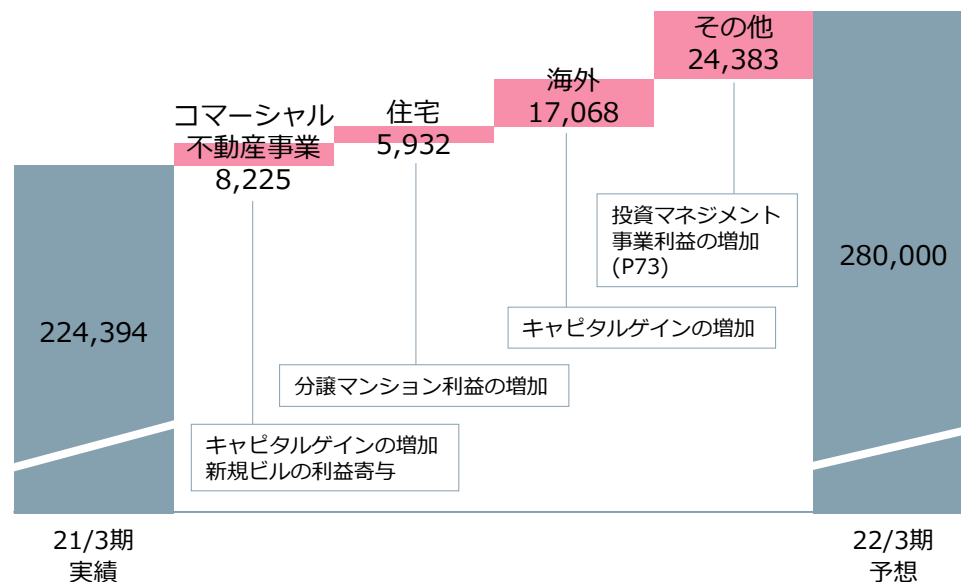 その他
24,383
海外
17,068
住宅
5,932
コマーシャル
不動産事業
8,225
投資マネジメント
事業利益の増加
(P73)
280,000
224,394
キャピタルゲインの増加
分譲マンション利益の増加
キャピタルゲインの増加
新規ビルの利益寄与
21/3期
実績
22/3期
予想